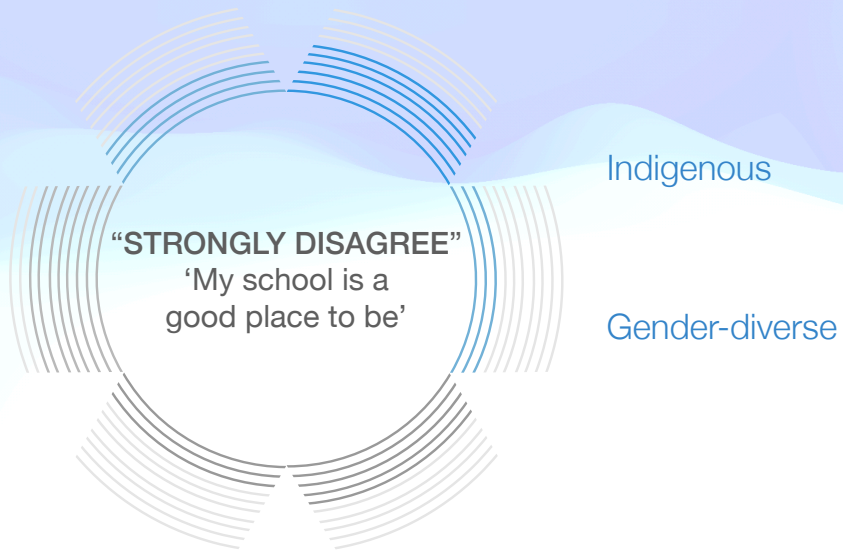 Indigenous
“STRONGLY DISAGREE”
‘My school is a
good place to be’
Gender-diverse